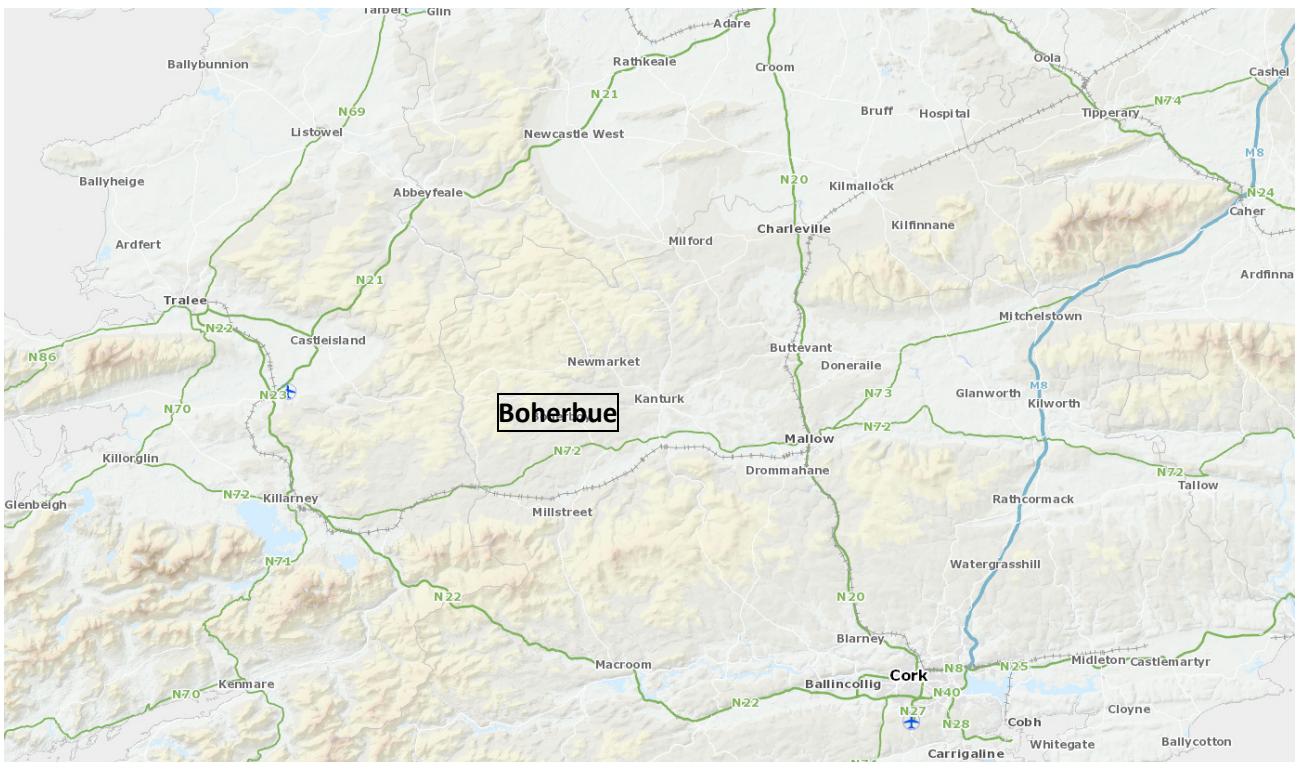 Tarbert
Glin
Adare
Ballybunnion
Rathkeale
Croom
Oola
Cashel
N69
N21
Bruff
Hospital
N74
Tipperary
Listowel
Newcastle West
M8
Ballyheige
Abbeyfeale
N20
Kilmallock
N24
Caher
Ardfert
Milford
Charleville
Kilfinnane
N21
Ardfinna
Tralee
N22
Castleisland
Mitchelstown
N86
Newmarket
Buttevant
Doneraile
N23
Kanturk
N73
Glanworth
M8
Kilworth
N70
Boherbue
N72
Mallow
Killorglin
N72
Drommahane
N72
Tallow
Glenbeigh
N72
Killarney
Millstreet
Rathcormack
N71
Watergrasshill
N22
N20
Blarney
Macroom
Cork
N8
N25
Midleton
Castlemartyr
N70
Kenmare
Ballincollig
N40
N22
N27
N28
Cobh
Cloyne
Carrigaline
Whitegate
Ballycotton